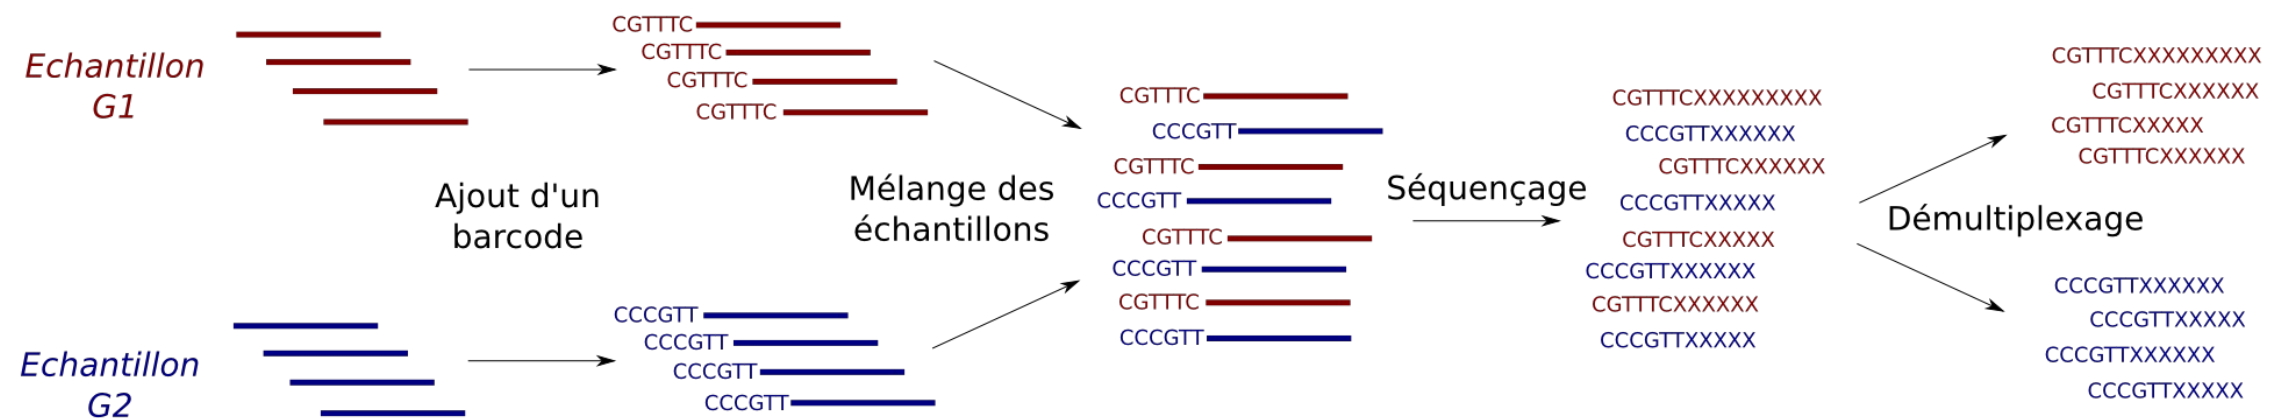 Echantillon
G1
CGTTTC
CGTTTC
CGTTTC
CGTTTC
Ajout d'un
barcode
Echantillon
G2
CCCGTT
CCCGTT
CCCGTT
CCCGTT
Mélange des
échantillons
CGTTTC
CCCGTT
CGTTTC
CCCGTT
CGTTTC
CCCGTT
CGTTTC
CCCGTT
Séquençage
CGTTTCXXXXXXXXX
CCCGTTXXXXXX
CGTTTCXXXXXX
CCCGTTXXXXX
CGTTTCXXXXX
CCCGTTXXXXXX
CGTTTCXXXXXX
CCCGTTXXXXX
Démultiplexage
CGTTTCXXXXXXXXX
CGTTTCXXXXXX
CGTTTCXXXXX
CGTTTCXXXXXX
CCCGTTXXXXXX
CCCGTTXXXXX
CCCGTTXXXXXX
CCCGTTXXXXX